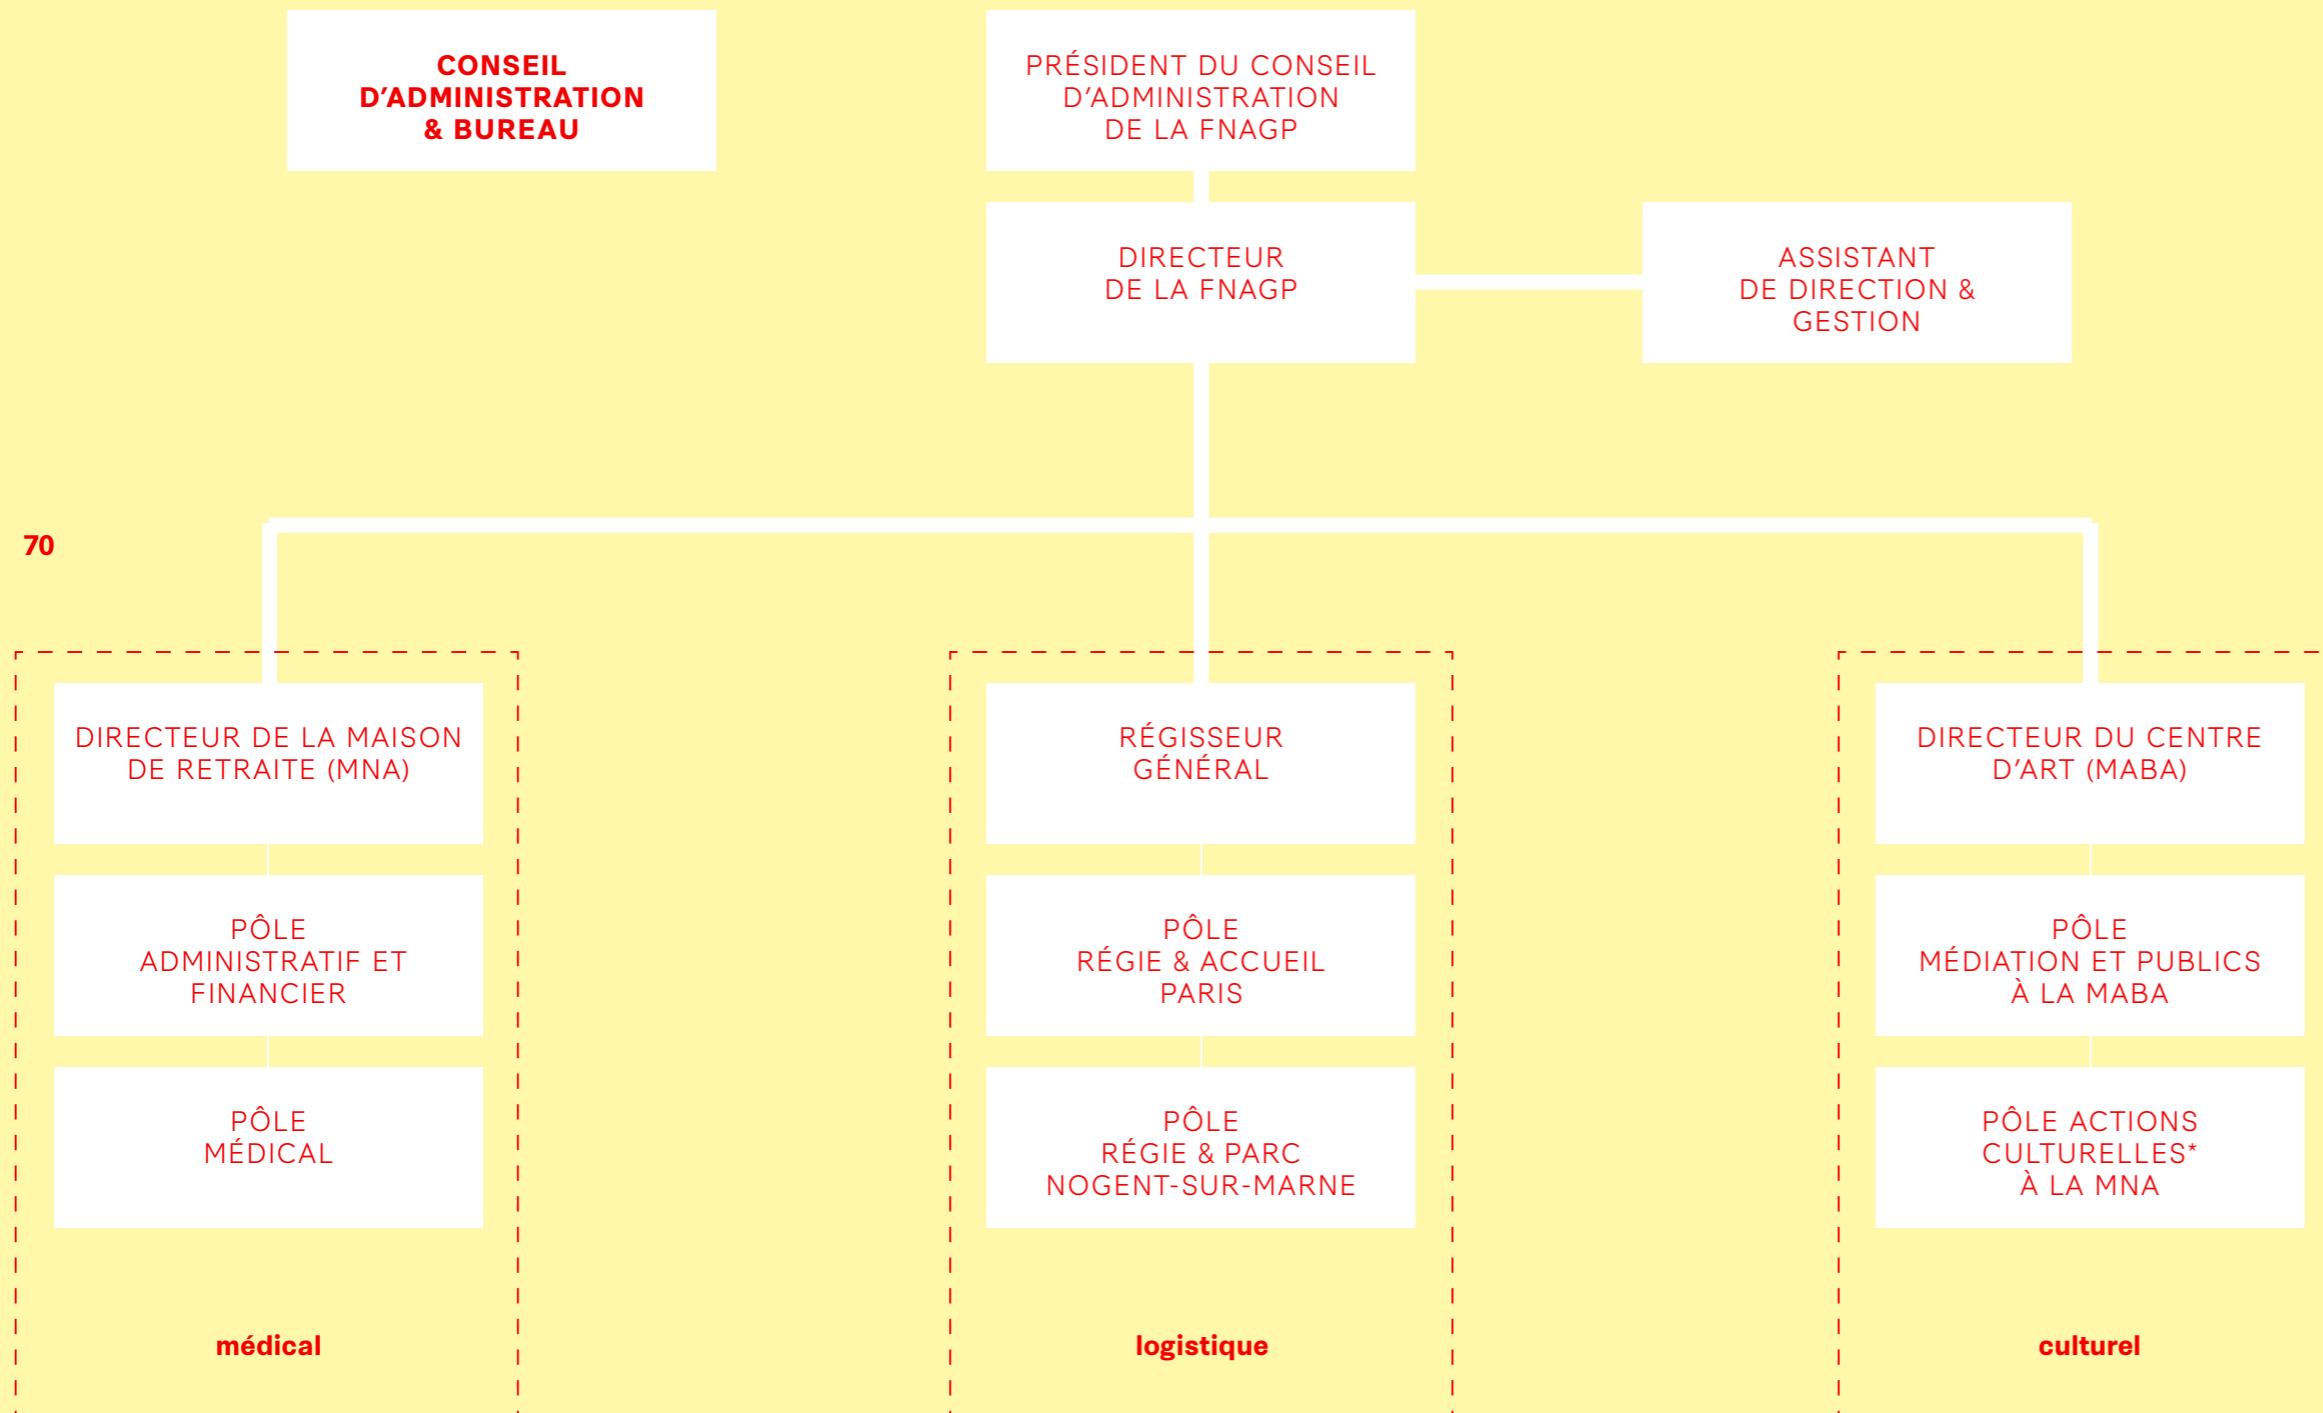 CONSEIL
D’ADMINISTRATION
& BUREAU
PRÉSIDENT DU CONSEIL
D’ADMINISTRATION
DE LA FNAGP
DIRECTEUR
DE LA FNAGP
ASSISTANT
DE DIRECTION &
GESTION
70
DIRECTEUR DE LA MAISON
DE RETRAITE (MNA)
PÔLE
ADMINISTRATIF ET
FINANCIER
PÔLE
MÉDICAL
médical
RÉGISSEUR
GÉNÉRAL
PÔLE
RÉGIE & ACCUEIL
PARIS
PÔLE
RÉGIE & PARC
NOGENT-SUR-MARNE
logistique
DIRECTEUR DU CENTRE
D’ART (MABA)
PÔLE
MÉDIATION ET PUBLICS
À LA MABA
PÔLE ACTIONS
CULTURELLES*
À LA MNA
culturel